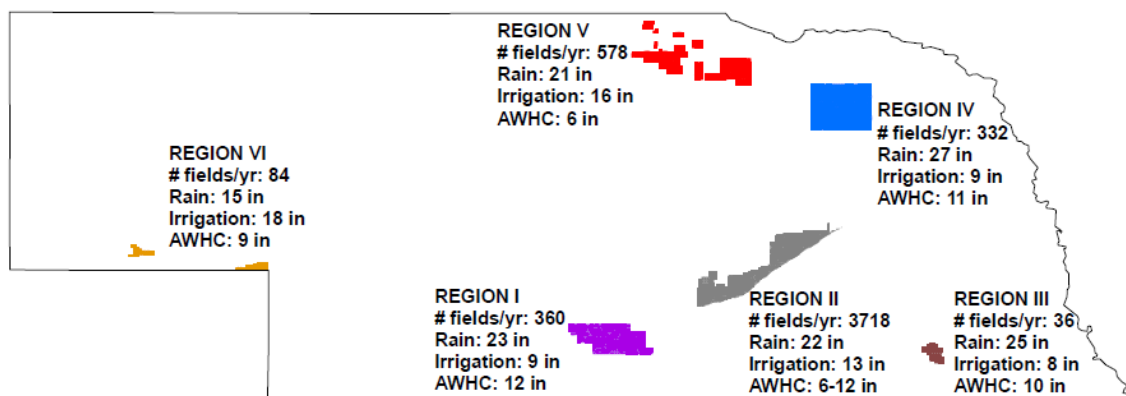 REGION V
# fields/yr: 578
Rain: 21 in
Irrigation: 16 in
AWHC: 6 in
REGION IV
# fields/yr: 332
Rain: 27 in
Irrigation: 9 in
AWHC: 11 in
REGION VI
# fields/yr: 84
Rain: 15 in
Irrigation: 18 in
AWHC: 9 in
REGION I
# fields/yr: 360
Rain: 23 in
Irrigation: 9 in
AWHC: 12 in
REGION II
# fields/yr: 3718
Rain: 22 in
Irrigation: 13 in
AWHC: 6-12 in
REGION III
# fields/yr: 36
Rain: 25 in
Irrigation: 8 in
AWHC: 10 in